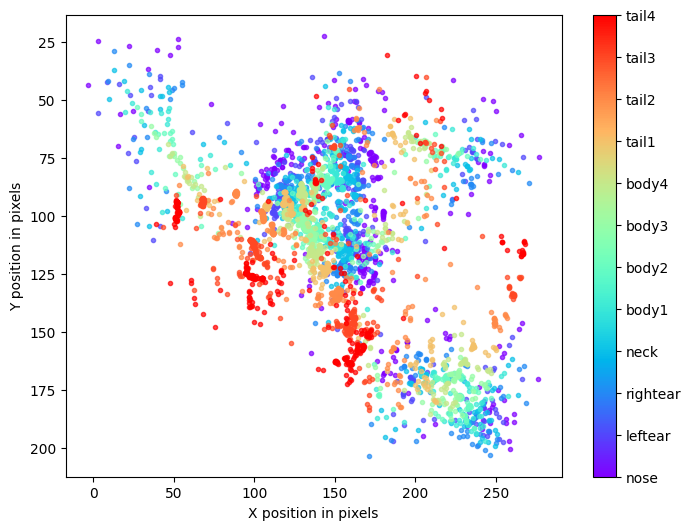 25
50
75
100
125
150
175
200
Y position in pixels
0
50
100
150
200
250
X position in pixels
tail4
tail3
tail2
tail1
body4
body3
body2
body1
neck
rightear
leftear
nose